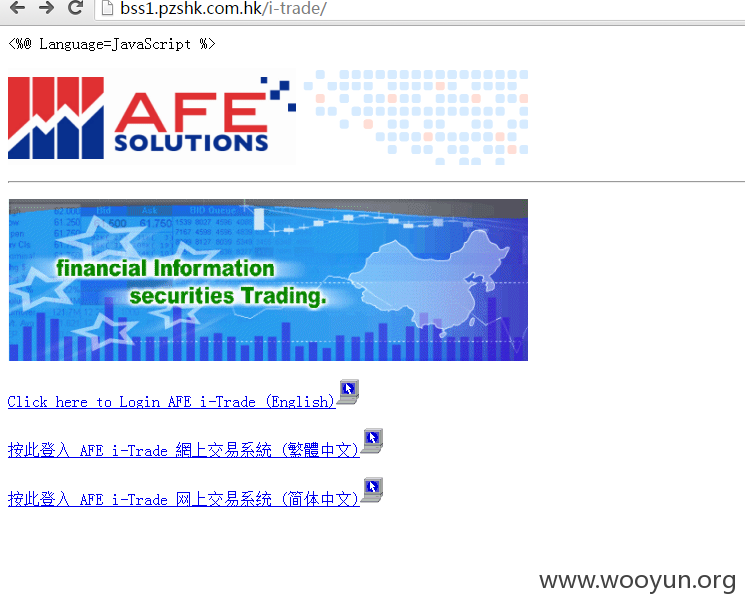 bss1.pzshk.com.hk/i-trade/
<%@ Language=JavaScript %>
AFE
SOLUTIONS
financial Information
securities Trading.
Click here to Login AFE i-Trade (English)
按此登入 AFE i-Trade 網上交易系統 (繁體中文)
按此登入 AFE i-Trade 网上交易系统 (简体中文)
www.wooyun.org